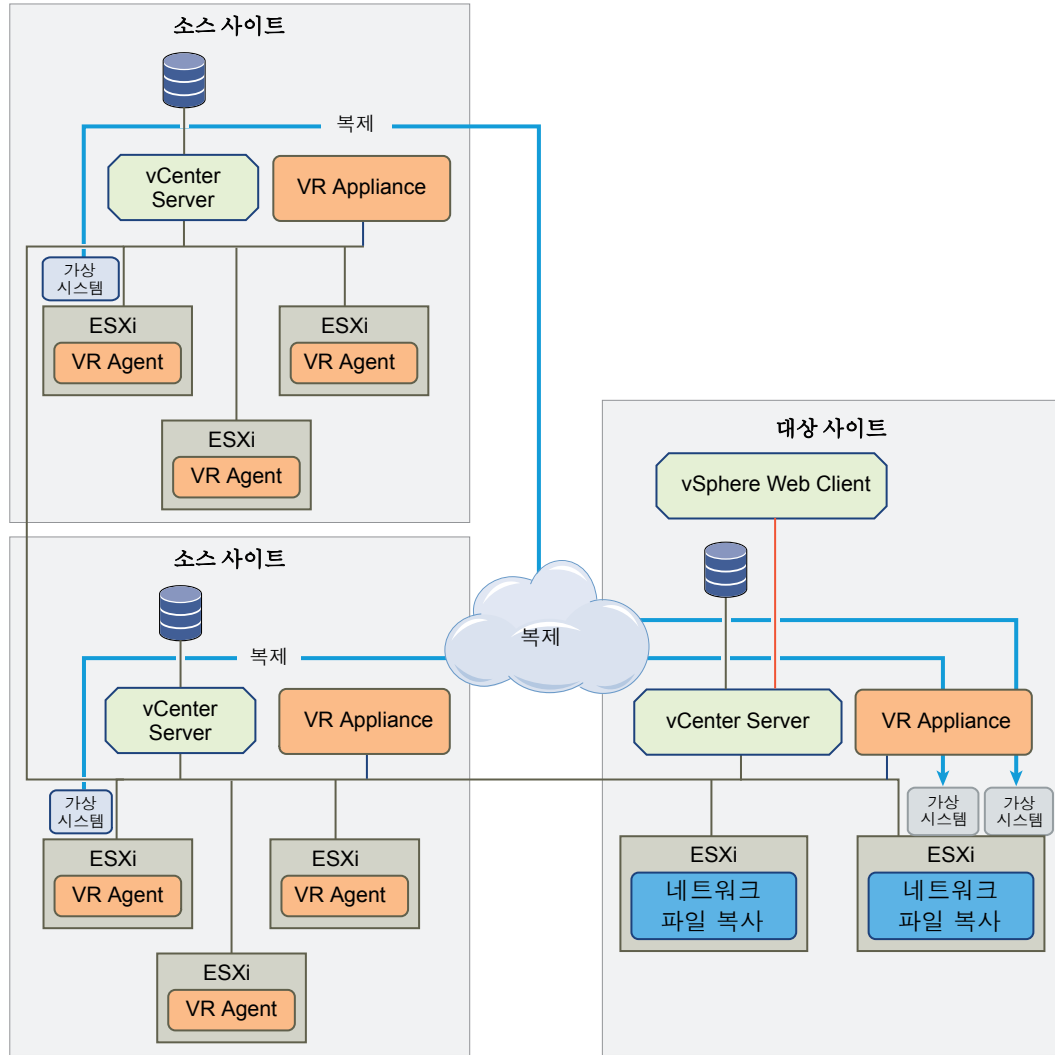 소스 사이트
복제
vCenter
Server
VR Appliance
가상
시스템
ESXi
VR Agent
ESXi
VR Agent
ESXi
VR Agent
소스 사이트
복제
vCenter
Server
VR Appliance
가상
시스템
ESXi
VR Agent
ESXi
VR Agent
ESXi
VR Agent
복제
대상 사이트
vSphere Web Client
vCenter Server
VR Appliance
가상
시스템
가상
시스템
ESXi
네트워크
파일 복사
ESXi
네트워크
파일 복사